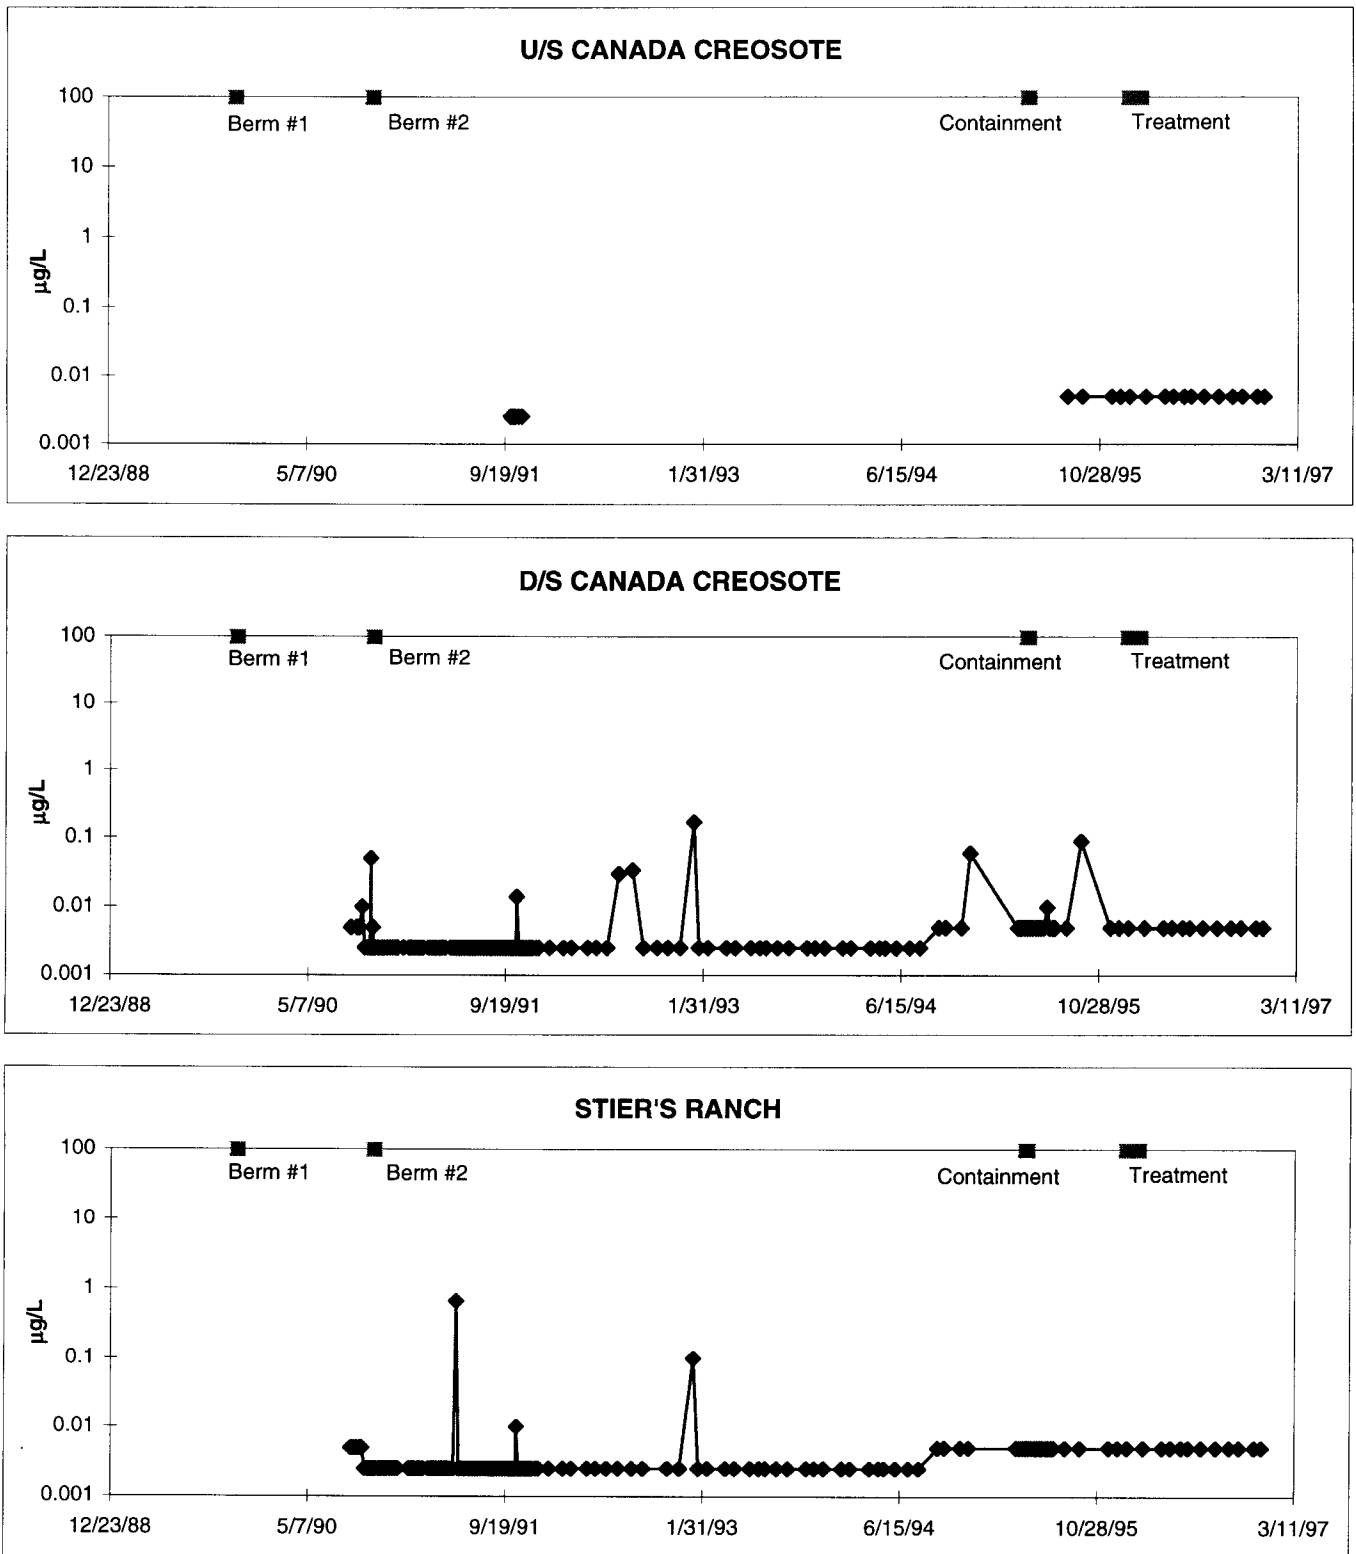 U/S CANADA CREOSOTE
100
Berm #1 Berm #2 Containment Treatment
10
1
µg/L
0.1
0.01
0.001
12/23/88 5/7/90 9/19/91 1/31/93 6/15/94 10/28/95 3/11/97
D/S CANADA CREOSOTE
100
Berm #1 Berm #2 Containment Treatment
10
1
µg/L
0.1
0.01
0.001
12/23/88 5/7/90 9/19/91 1/31/93 6/15/94 10/28/95 3/11/97
STIER'S RANCH
100
Berm #1 Berm #2 Containment Treatment
10
1
µg/L
0.1
0.01
0.001
12/23/88 5/7/90 9/19/91 1/31/93 6/15/94 10/28/95 3/11/97